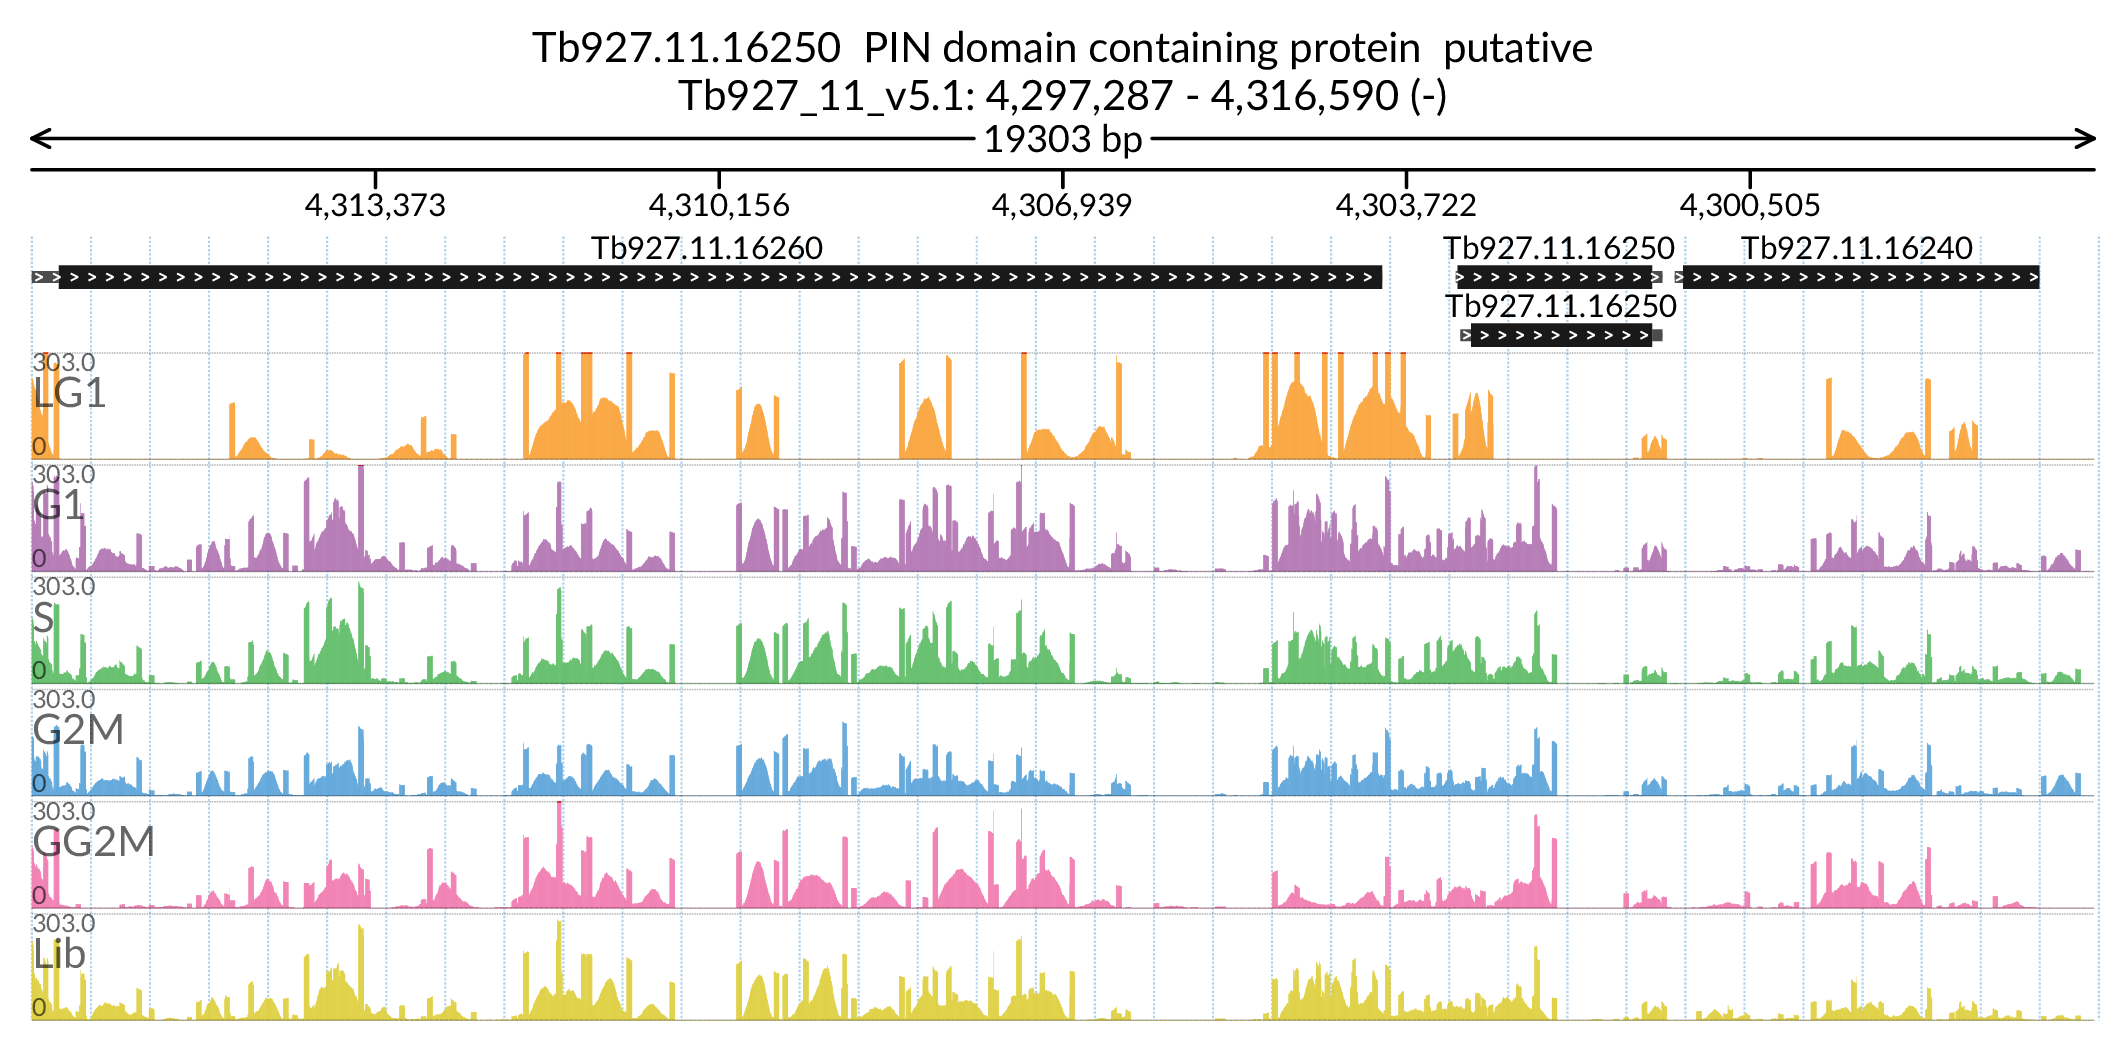 Tb927.11.16250  PIN domain containing protein  putative
Tb927_11_v5.1: 4,297,287 - 4,316,590 (-)
19303 bp
4,313,373 4,310,156 4,306,939 4,303,722 4,300,505
Tb927.11.16260 Tb927.11.16250 Tb927.11.16240
Tb927.11.16250
303.0
LG1
0
303.0
G1
0
303.0
S
0
303.0
G2M
0
303.0
GG2M
0
303.0
Lib
0